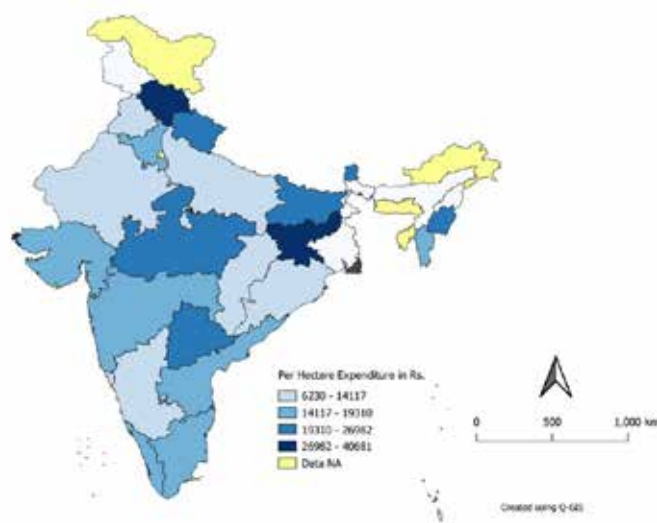 Per Hectare Expenditure in Rs.
6230 - 14117
14117 - 19310
19310 - 26982
26982 - 40681
Data NA
0 500 1,000 km
Created using Q-GIS